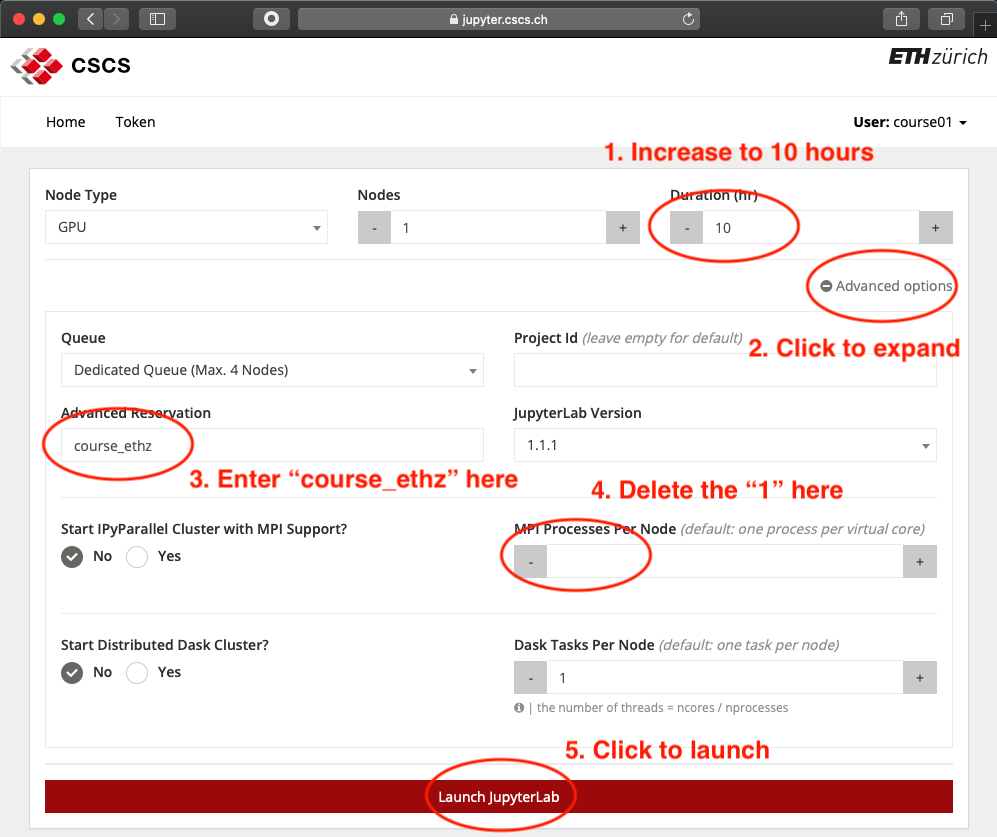 jupyter.cscs.ch
CSCS
ETH zürich
Home
Token
User: course01
1. Increase to 10 hours
Node Type
Nodes
Duration (hr)
GPU
-
1
+
-
10
+
Advanced options
Queue
Project Id (leave empty for default)
2. Click to expand
Dedicated Queue (Max. 4 Nodes)
Advanced Reservation
JupyterLab Version
course_ethz
1.1.1
3. Enter “course_ethz” here
4. Delete the “1” here
Start IPyParallel Cluster with MPI Support?
MPI Processes Per Node (default: one process per virtual core)
No
Yes
-
+
Start Distributed Dask Cluster?
Dask Tasks Per Node (default: one task per node)
No
Yes
-
1
+
| the number of threads = ncores / nprocesses
5. Click to launch
Launch JupyterLab